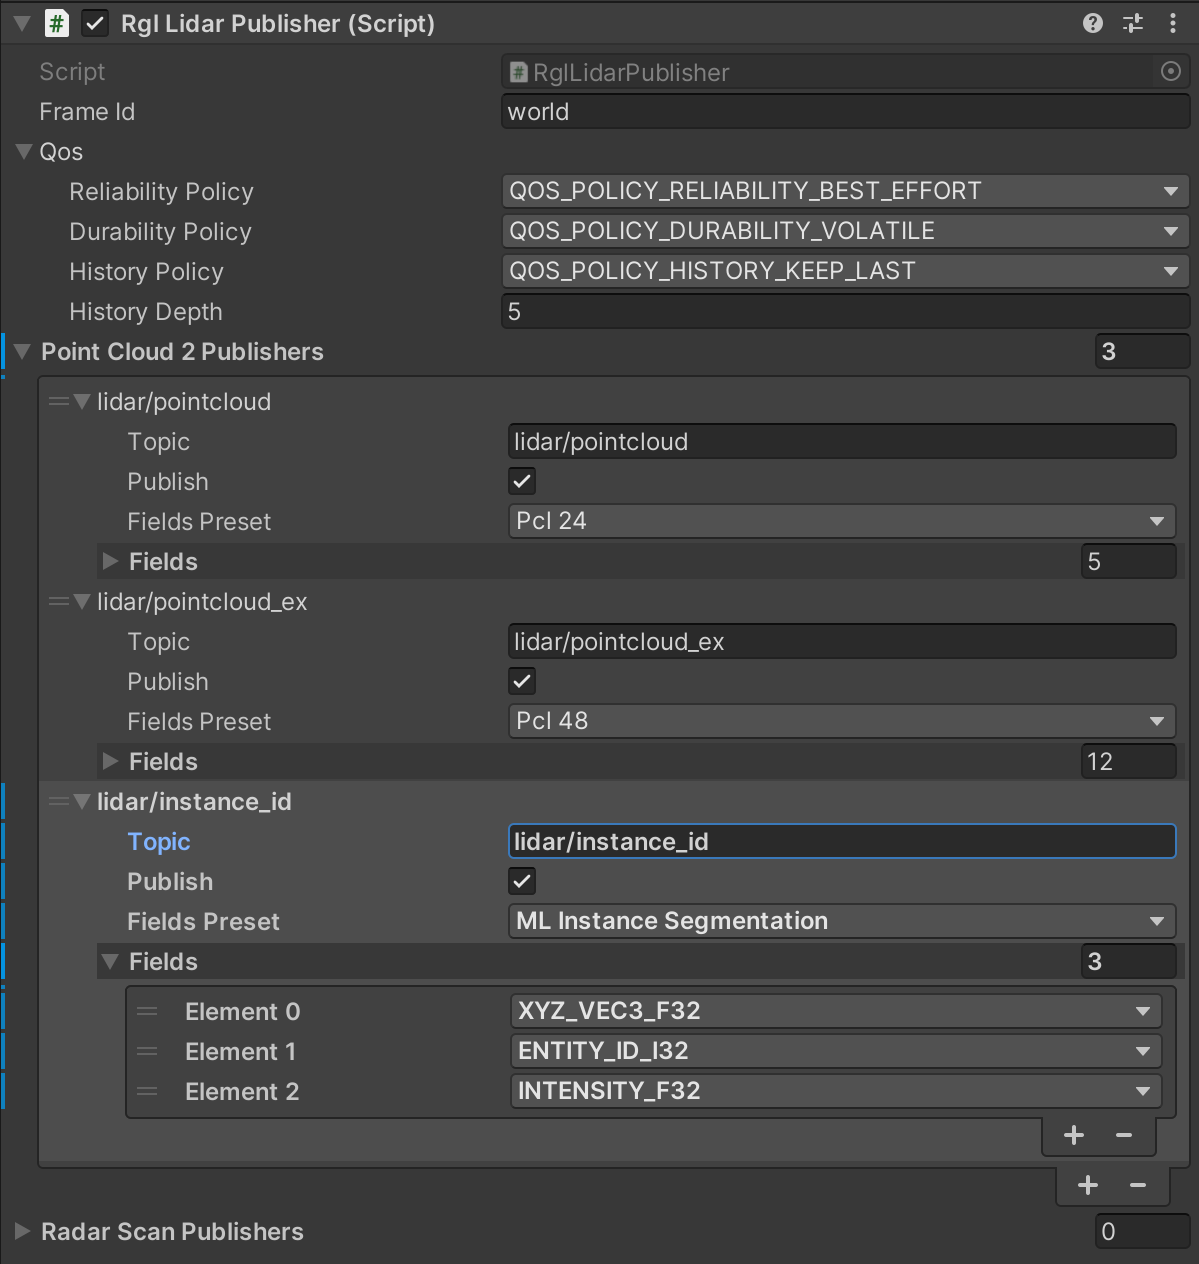 # Rgl Lidar Publisher (Script)
Script # RglLidarPublisher
Frame Id world
Qos
Reliability Policy QOS_POLICY_RELIABILITY_BEST_EFFORT
Durability Policy QOS_POLICY_DURABILITY_VOLATILE
History Policy QOS_POLICY_HISTORY_KEEP_LAST
History Depth 5
Point Cloud 2 Publishers 3
lidar/pointcloud
Topic lidar/pointcloud
Publish
Fields Preset Pcl 24
Fields 5
lidar/pointcloud_ex
Topic lidar/pointcloud_ex
Publish
Fields Preset Pcl 48
Fields 12
lidar/instance_id
Topic lidar/instance_id
Publish
Fields Preset ML Instance Segmentation
Fields 3
Element 0 XYZ_VEC3_F32
Element 1 ENTITY_ID_I32
Element 2 INTENSITY_F32
+ −
+ −
Radar Scan Publishers 0